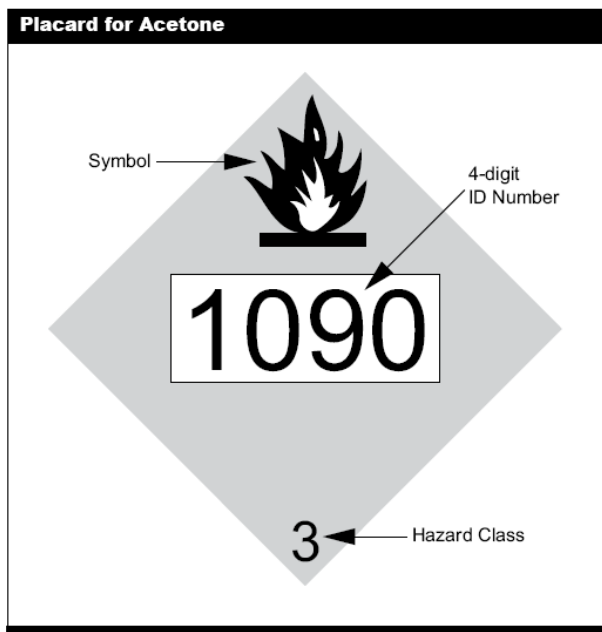 Placard for Acetone
Symbol
4-digit
ID Number
1090
3
Hazard Class